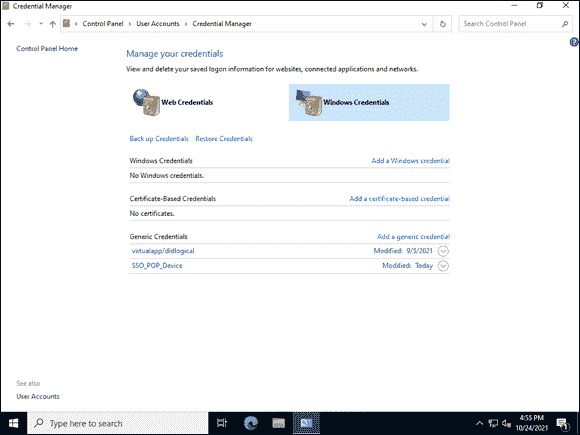 Credential Manager
Control Panel > User Accounts > Credential Manager
Search Control Panel
Control Panel Home
Manage your credentials
View and delete your saved logon information for websites, connected applications and networks.
Web Credentials
Windows Credentials
Back up Credentials Restore Credentials
Windows Credentials Add a Windows credential
No Windows credentials.
Certificate-Based Credentials Add a certificate-based credential
No certificates.
Generic Credentials Add a generic credential
virtualapp/didlogical Modified: 9/5/2021
SSO_POP_Device Modified: Today
See also
User Accounts
Type here to search
4:55 PM
10/24/2021
1